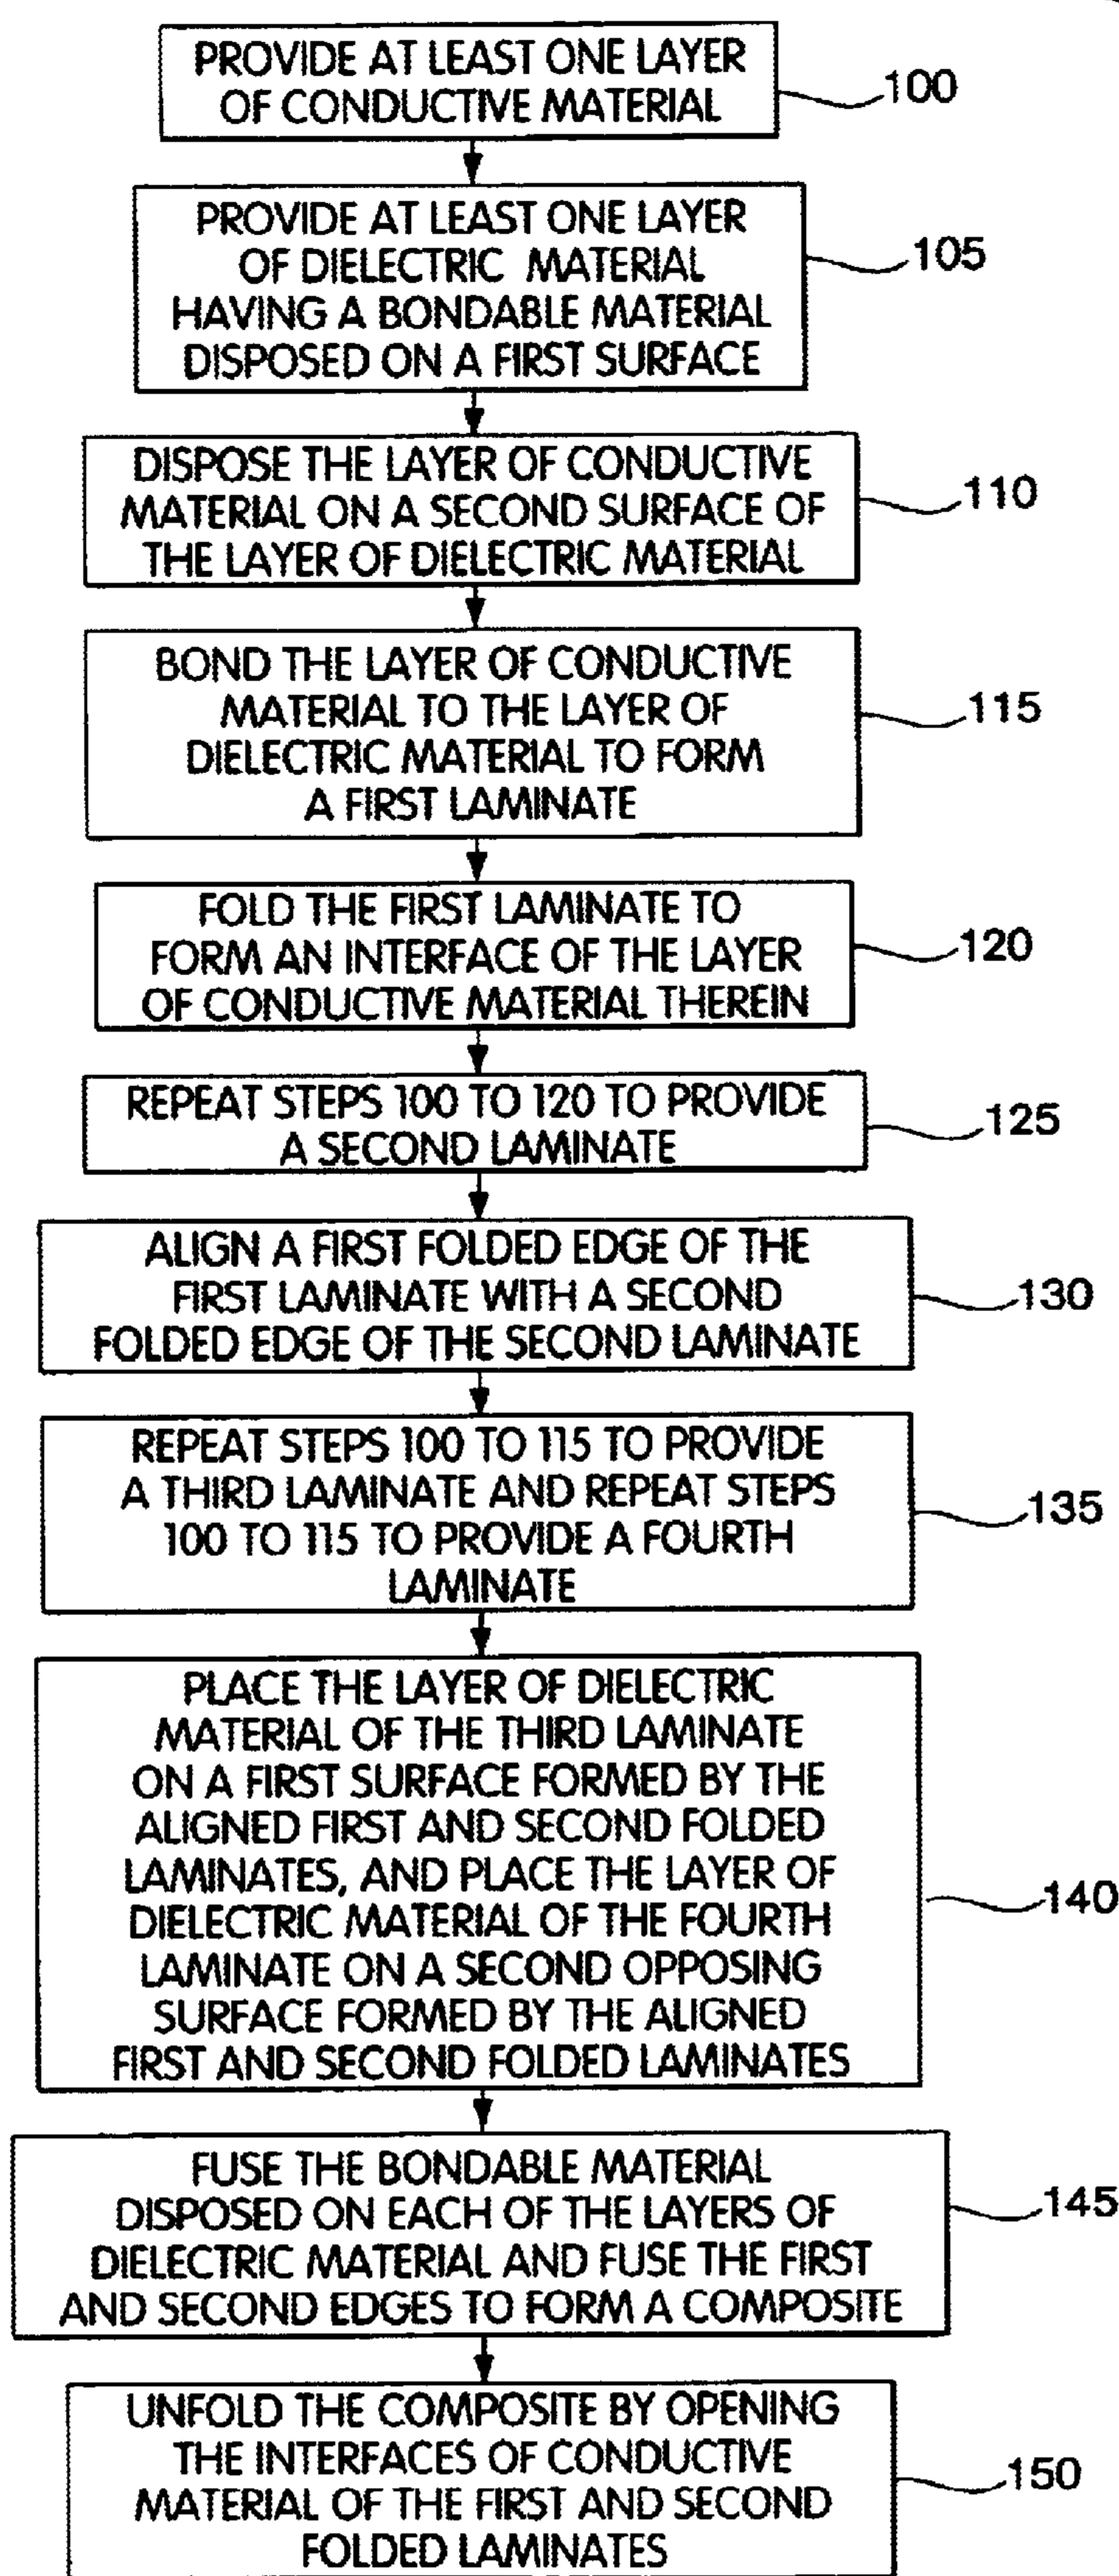 PROVIDE AT LEAST ONE LAYER
OF CONDUCTIVE MATERIAL
100
PROVIDE AT LEAST ONE LAYER
OF DIELECTRIC MATERIAL
HAVING A BONDABLE MATERIAL
DISPOSED ON A FIRST SURFACE
105
DISPOSE THE LAYER OF CONDUCTIVE
MATERIAL ON A SECOND SURFACE OF
THE LAYER OF DIELECTRIC MATERIAL
110
BOND THE LAYER OF CONDUCTIVE
MATERIAL TO THE LAYER OF
DIELECTRIC MATERIAL TO FORM
A FIRST LAMINATE
115
FOLD THE FIRST LAMINATE TO
FORM AN INTERFACE OF THE LAYER
OF CONDUCTIVE MATERIAL THEREIN
120
REPEAT STEPS 100 TO 120 TO PROVIDE
A SECOND LAMINATE
125
ALIGN A FIRST FOLDED EDGE OF THE
FIRST LAMINATE WITH A SECOND
FOLDED EDGE OF THE SECOND LAMINATE
130
REPEAT STEPS 100 TO 115 TO PROVIDE
A THIRD LAMINATE AND REPEAT STEPS
100 TO 115 TO PROVIDE A FOURTH
LAMINATE
135
PLACE THE LAYER OF DIELECTRIC
MATERIAL OF THE THIRD LAMINATE
ON A FIRST SURFACE FORMED BY THE
ALIGNED FIRST AND SECOND FOLDED
LAMINATES, AND PLACE THE LAYER OF
DIELECTRIC MATERIAL OF THE FOURTH
LAMINATE ON A SECOND OPPOSING
SURFACE FORMED BY THE ALIGNED
FIRST AND SECOND FOLDED LAMINATES
140
FUSE THE BONDABLE MATERIAL
DISPOSED ON EACH OF THE LAYERS OF
DIELECTRIC MATERIAL AND FUSE THE FIRST
AND SECOND EDGES TO FORM A COMPOSITE
145
UNFOLD THE COMPOSITE BY OPENING
THE INTERFACES OF CONDUCTIVE
MATERIAL OF THE FIRST AND SECOND
FOLDED LAMINATES
150